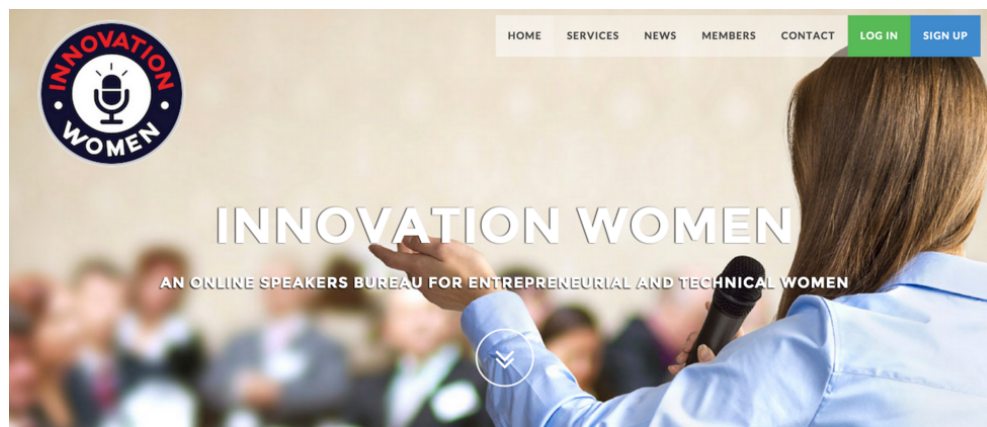 INNOVATION
WOMEN
HOME SERVICES NEWS MEMBERS CONTACT LOG IN SIGN UP
INNOVATION WOMEN
AN ONLINE SPEAKERS BUREAU FOR ENTREPRENEURIAL AND TECHNICAL WOMEN